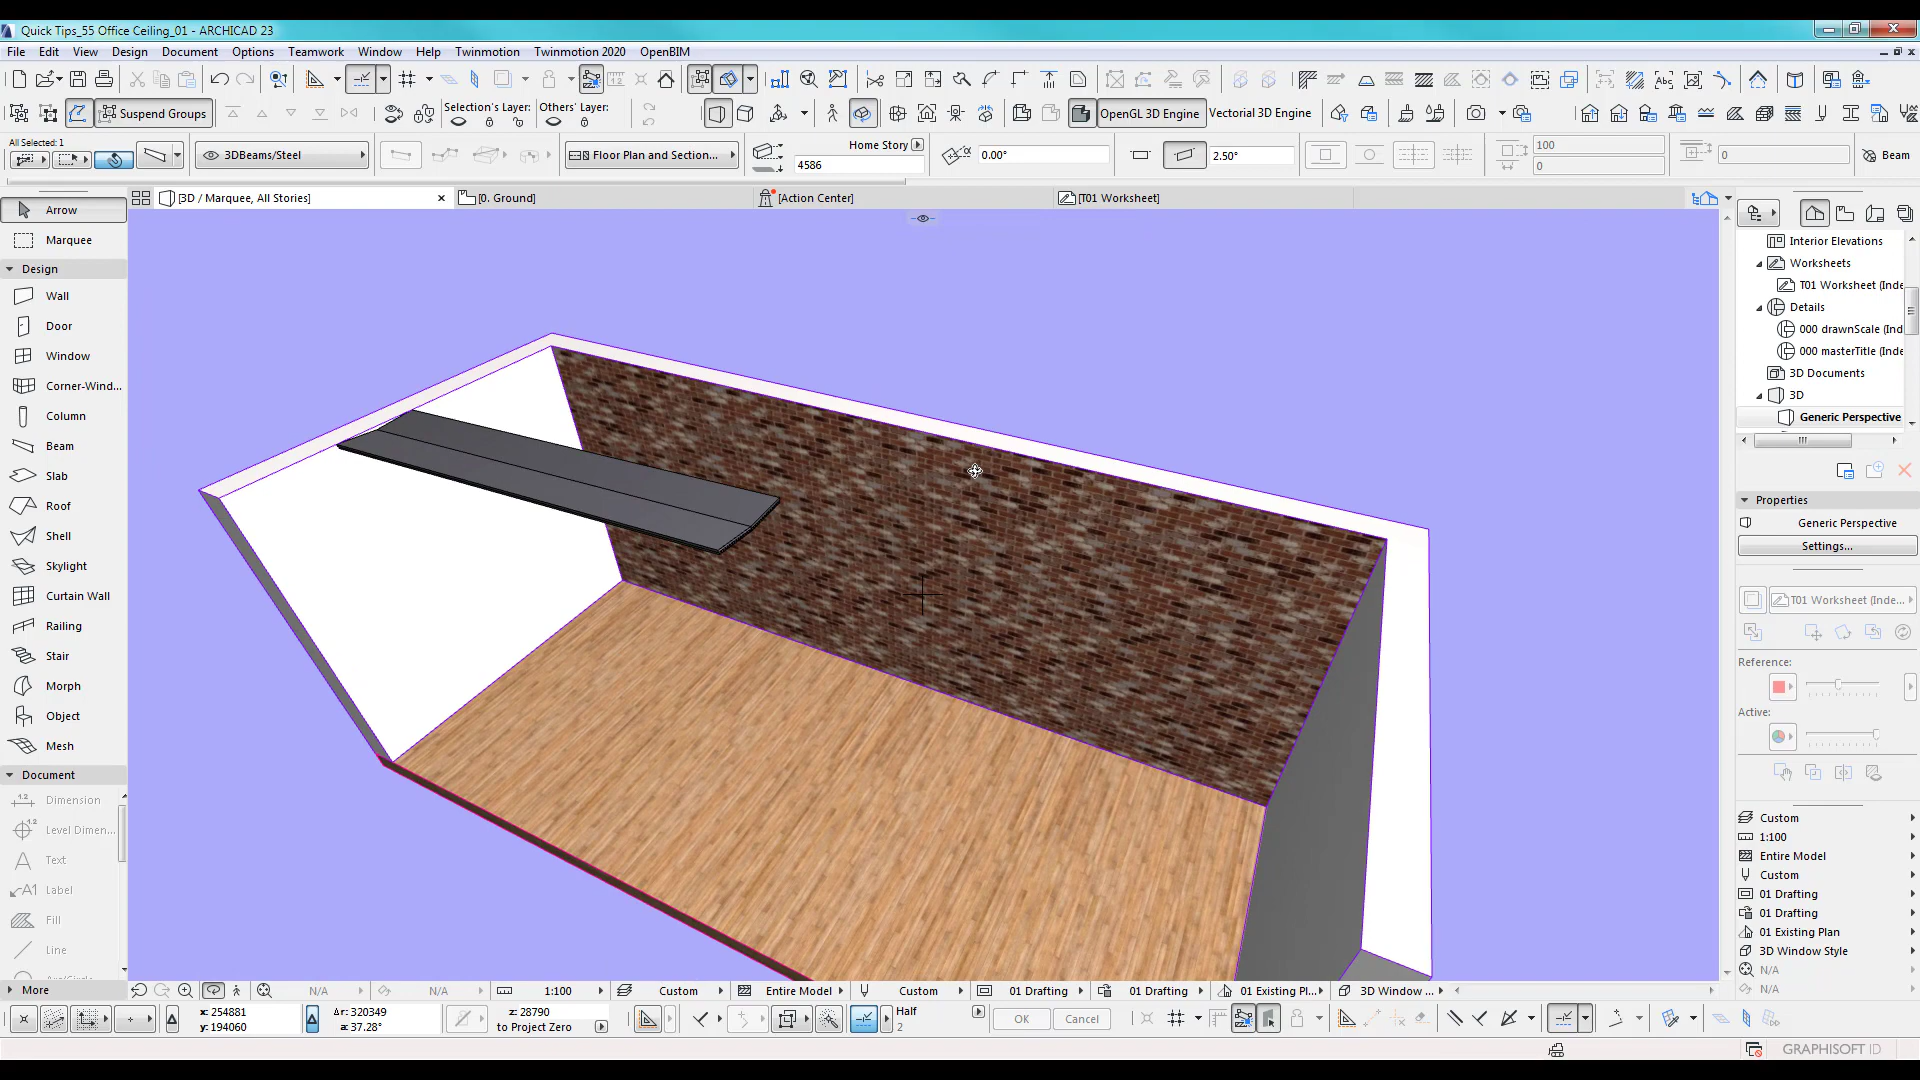 Quick Tips_55 Office Ceiling_01 - ARCHICAD 23
File Edit View Design Document Options Teamwork Window Help Twinmotion Twinmotion 2020 OpenBIM
Suspend Groups
Selection's Layer:
Others' Layer:
OpenGL 3D Engine
Vectorial 3D Engine
All Selected: 1
3DBeams/Steel
Floor Plan and Section...
Home Story
4586
0.00°
2.50°
100
0
0
Beam
[3D / Marquee, All Stories]
[0. Ground]
[Action Center]
[T01 Worksheet]
Arrow
Marquee
Design
Wall
Door
Window
Corner-Wind...
Column
Beam
Slab
Roof
Shell
Skylight
Curtain Wall
Railing
Stair
Morph
Object
Mesh
Document
Dimension
Level Dimen...
Text
Label
Fill
Line
More
Interior Elevations
Worksheets
T01 Worksheet (Inde
Details
000 drawnScale (Ind
000 masterTitle (Inde
3D Documents
3D
Generic Perspective
Properties
Generic Perspective
Settings...
T01 Worksheet (Inde...
Reference:
Active:
Custom
1:100
Entire Model
Custom
01 Drafting
01 Drafting
01 Existing Plan
3D Window Style
N/A
N/A
N/A
N/A
1:100
Custom
Entire Model
Custom
01 Drafting
01 Drafting
01 Existing Pl...
3D Window ...
x: 254881
y: 194060
Δr: 320349
a: 37.28°
z: 28790
to Project Zero
Half
2
OK
Cancel
GRAPHISOFT ID